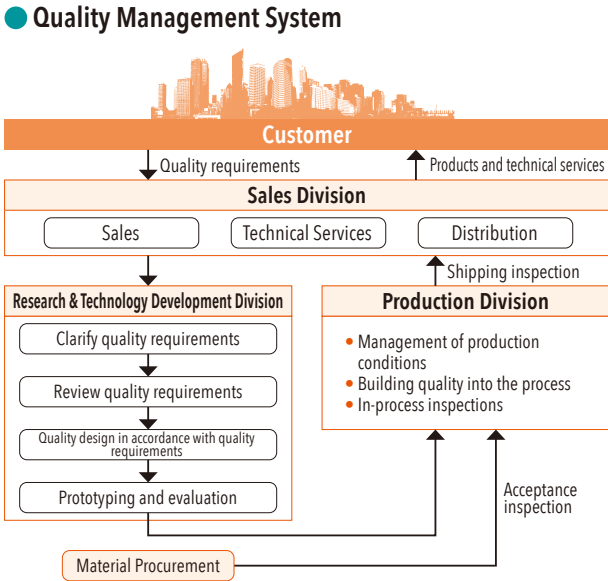 Quality Management System
Customer
Quality requirements
Products and technical services
Sales Division
Sales
Technical Services
Distribution
Shipping inspection
Research & Technology Development Division
Clarify quality requirements
Review quality requirements
Quality design in accordance with quality
requirements
Prototyping and evaluation
Production Division
• Management of production
conditions
• Building quality into the process
• In-process inspections
Acceptance
inspection
Material Procurement